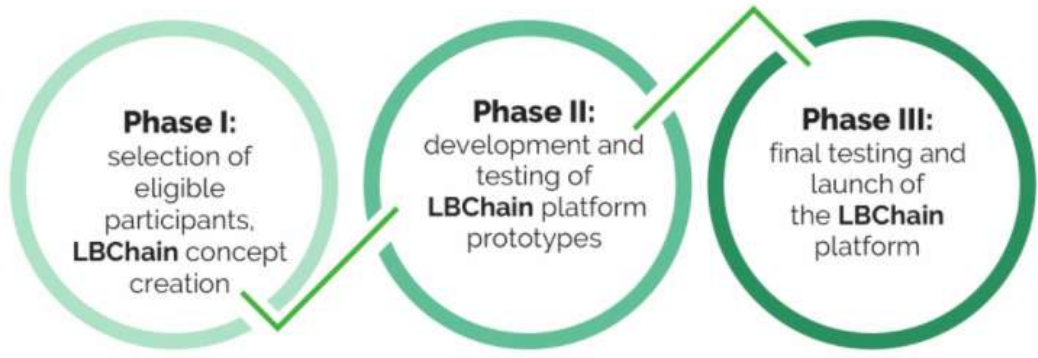 Phase I:
selection of
eligible
participants,
LBChain concept
creation
Phase II:
development and
testing of
LBChain platform
prototypes
Phase III:
final testing and
launch of
the LBChain
platform